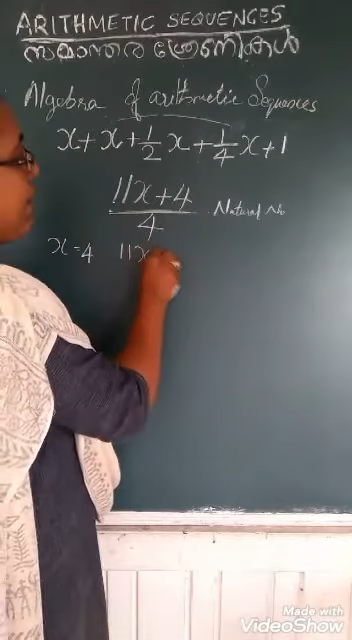 ARITHMETIC SEQUENCES
സമാന്തര ശ്രേണികൾ
Algebra of arithmetic Sequences
x + x + 1/2 x + 1/4 x + 1
11x + 4 / 4 Natural No
x = 4 11x
Made with
VideoShow